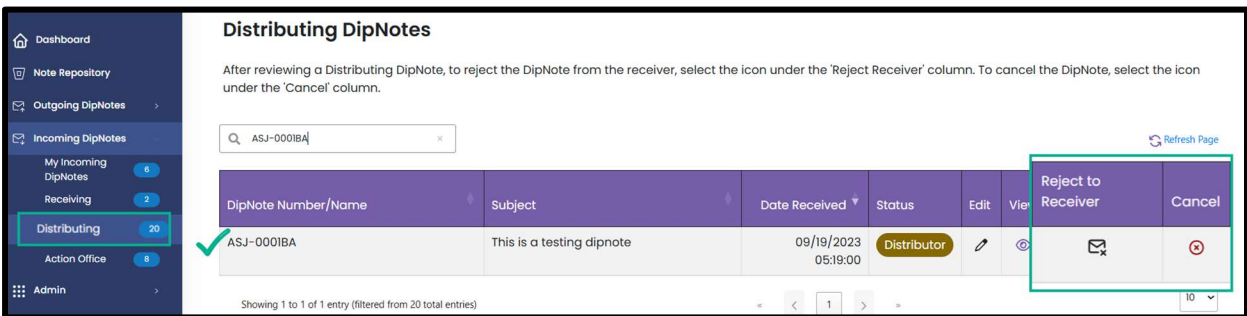 Dashboard
Note Repository
Outgoing DipNotes
Incoming DipNotes
My Incoming
DipNotes
6
Receiving
2
Distributing
20
Action Office
8
Admin
Distributing DipNotes
After reviewing a Distributing DipNote, to reject the DipNote from the receiver, select the icon under the 'Reject Receiver' column. To cancel the DipNote, select the icon
under the 'Cancel' column.
ASJ-0001BA
Refresh Page
DipNote Number/Name
Subject
Date Received
Status
Edit
Vie
Reject to
Receiver
Cancel
ASJ-0001BA
This is a testing dipnote
09/19/2023
05:19:00
Distributor
Showing 1 to 1 of 1 entry (filtered from 20 total entries)
« < 1 > »
10